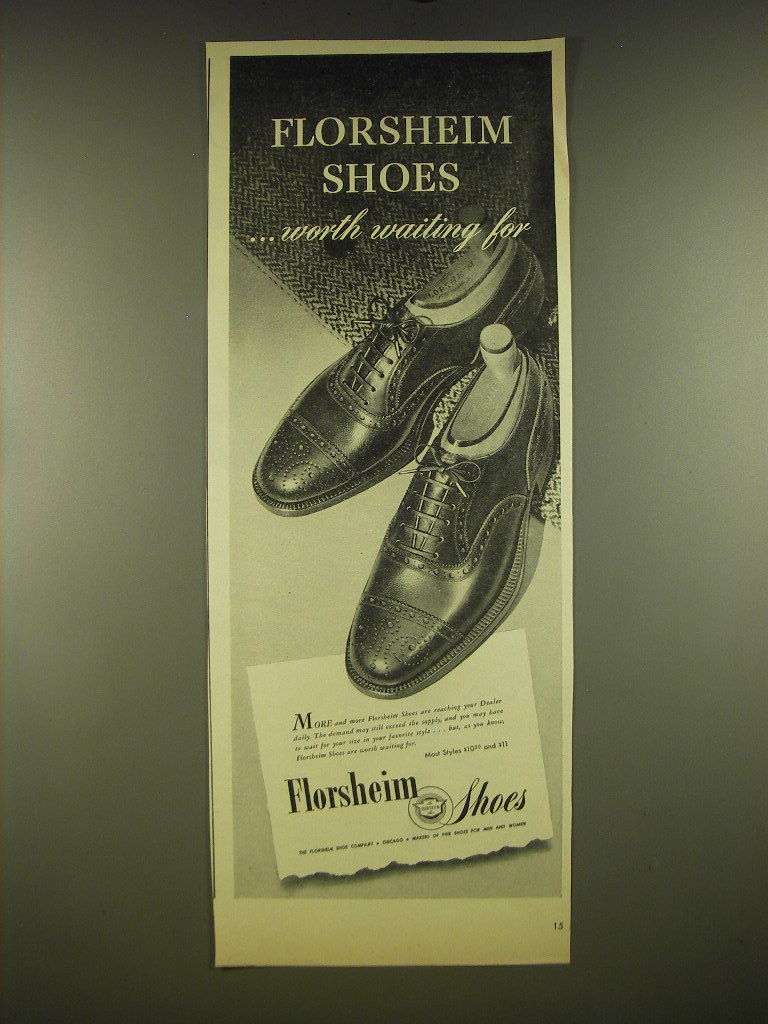 FLORSHEIM
SHOES
...worth waiting for
MORE and more Florsheim Shoes are reaching your Dealer
daily. The demand may still exceed the supply, and you may have
to wait for your size in your favorite style . . . but, as you know,
Florsheim Shoes are worth waiting for.
Most Styles $10⁵⁰ and $11
Florsheim Shoes
THE FLORSHEIM SHOE COMPANY • CHICAGO • MAKERS OF FINE SHOES FOR MEN AND WOMEN
15